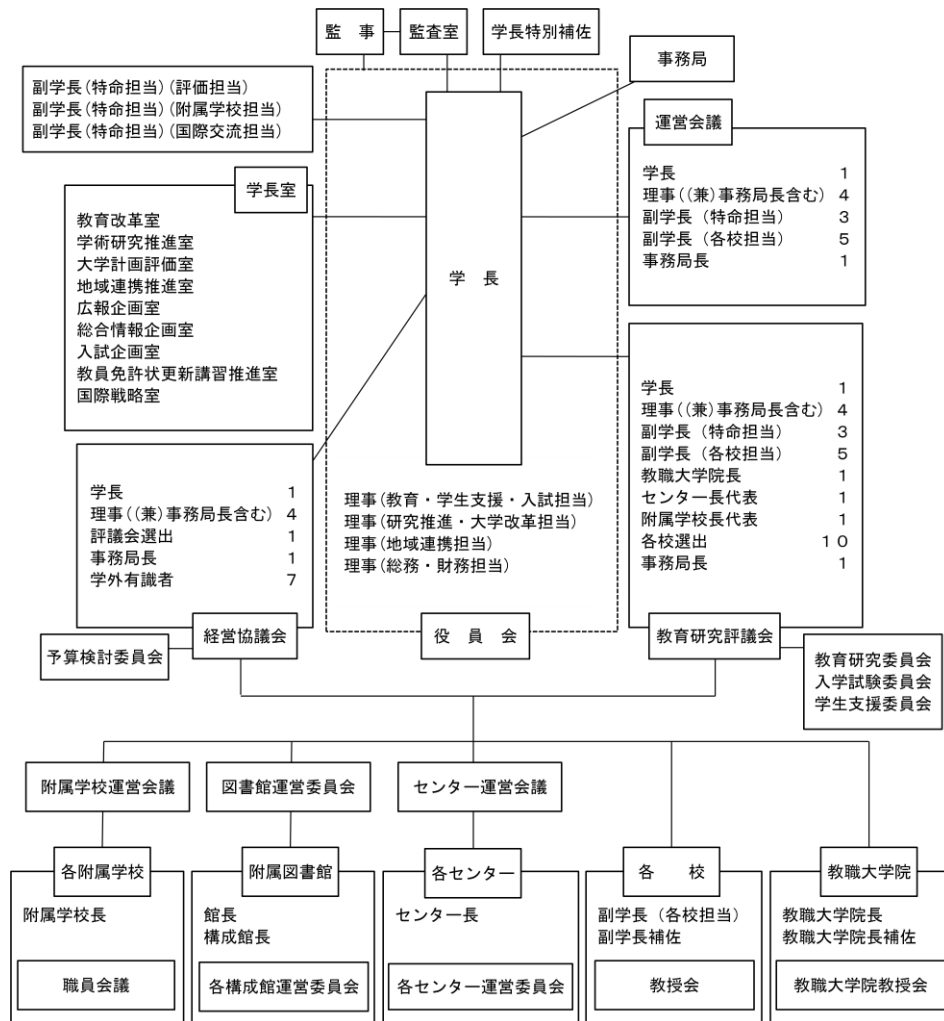 監　事
監査室
学長特別補佐
事務局
副学長(特命担当)(評価担当)
副学長(特命担当)(附属学校担当)
副学長(特命担当)(国際交流担当)
運営会議
学長 1
理事((兼)事務局長含む) 4
副学長（特命担当） 3
副学長（各校担当） 5
事務局長 1
学長室
教育改革室
学術研究推進室
大学計画評価室
地域連携推進室
広報企画室
総合情報企画室
入試企画室
教員免許状更新講習推進室
国際戦略室
学　長
学長 1
理事((兼)事務局長含む) 4
副学長（特命担当） 3
副学長（各校担当） 5
教職大学院長 1
センター長代表 1
附属学校長代表 1
各校選出 １０
事務局長 1
学長 1
理事((兼)事務局長含む) 4
評議会選出 1
事務局長 1
学外有識者 7
理事(教育・学生支援・入試担当)
理事(研究推進・大学改革担当)
理事(地域連携担当)
理事(総務・財務担当)
経営協議会
役　員　会
教育研究評議会
予算検討委員会
教育研究委員会
入学試験委員会
学生支援委員会
附属学校運営会議
図書館運営委員会
センター運営会議
各附属学校
附属図書館
各センター
各　　校
教職大学院
附属学校長
職員会議
館長
構成館長
各構成館運営委員会
センター長
各センター運営委員会
副学長（各校担当）
副学長補佐
教授会
教職大学院長
教職大学院長補佐
教職大学院教授会